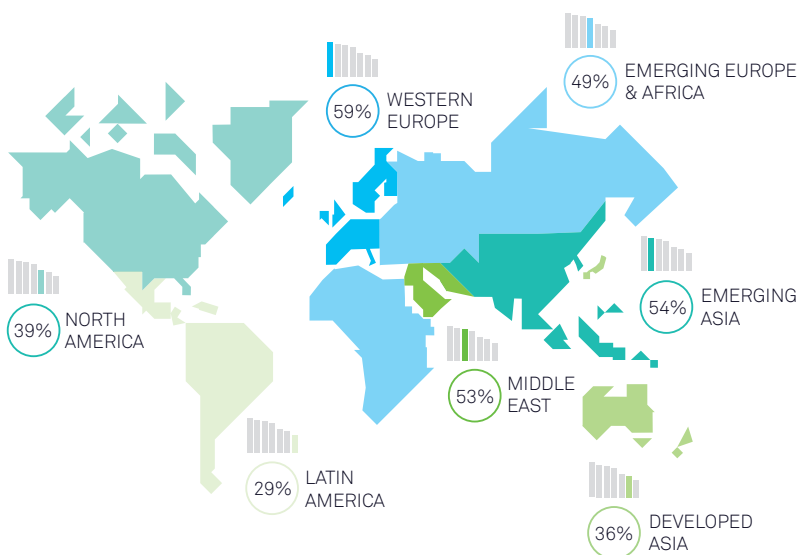 49%
EMERGING EUROPE
& AFRICA
59%
WESTERN
EUROPE
39%
NORTH
AMERICA
54%
EMERGING
ASIA
53%
MIDDLE
EAST
29%
LATIN
AMERICA
36%
DEVELOPED
ASIA